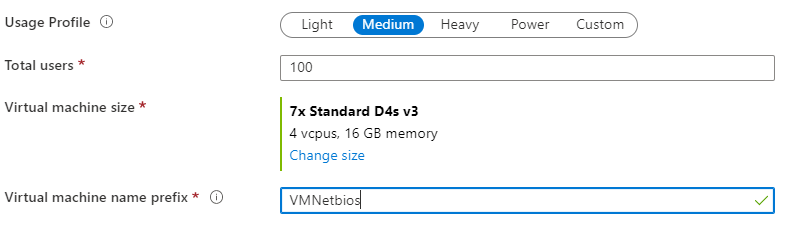 Usage Profile Light Medium Heavy Power Custom
Total users * 100
Virtual machine size * 7x Standard D4s v3
4 vcpus, 16 GB memory
Change size
Virtual machine name prefix * VMNetbios